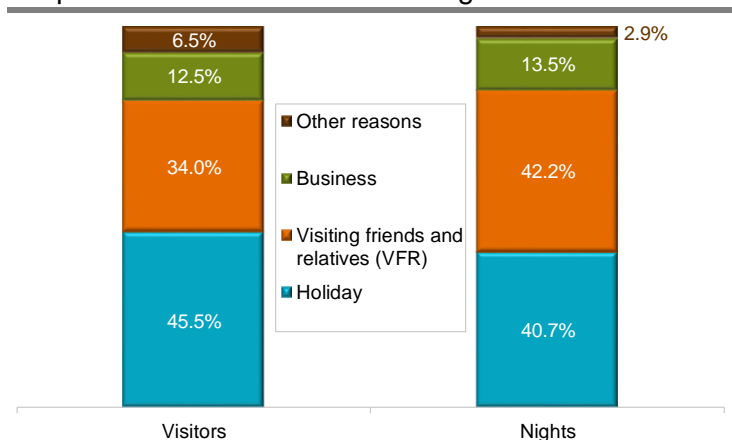 6.5%
2.9%
12.5%
13.5%
Other reasons
34.0%
Business
42.2%
Visiting friends and
relatives (VFR)
Holiday
45.5%
40.7%
Visitors
Nights